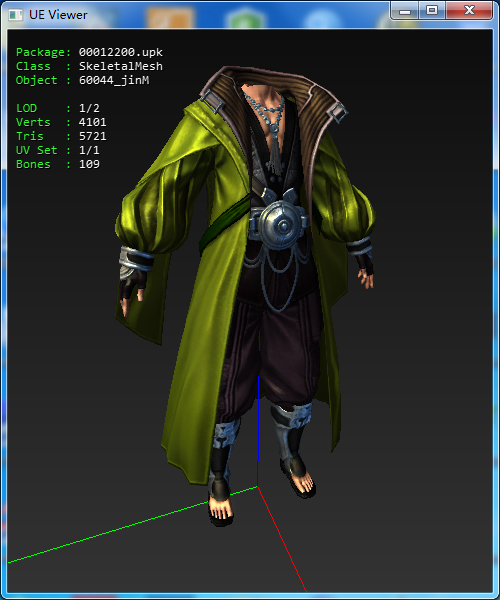 UE Viewer
Package: 00012200.upk
Class : SkeletalMesh
Object : 60044_jinM
LOD : 1/2
Verts : 4101
Tris : 5721
UV Set : 1/1
Bones : 109